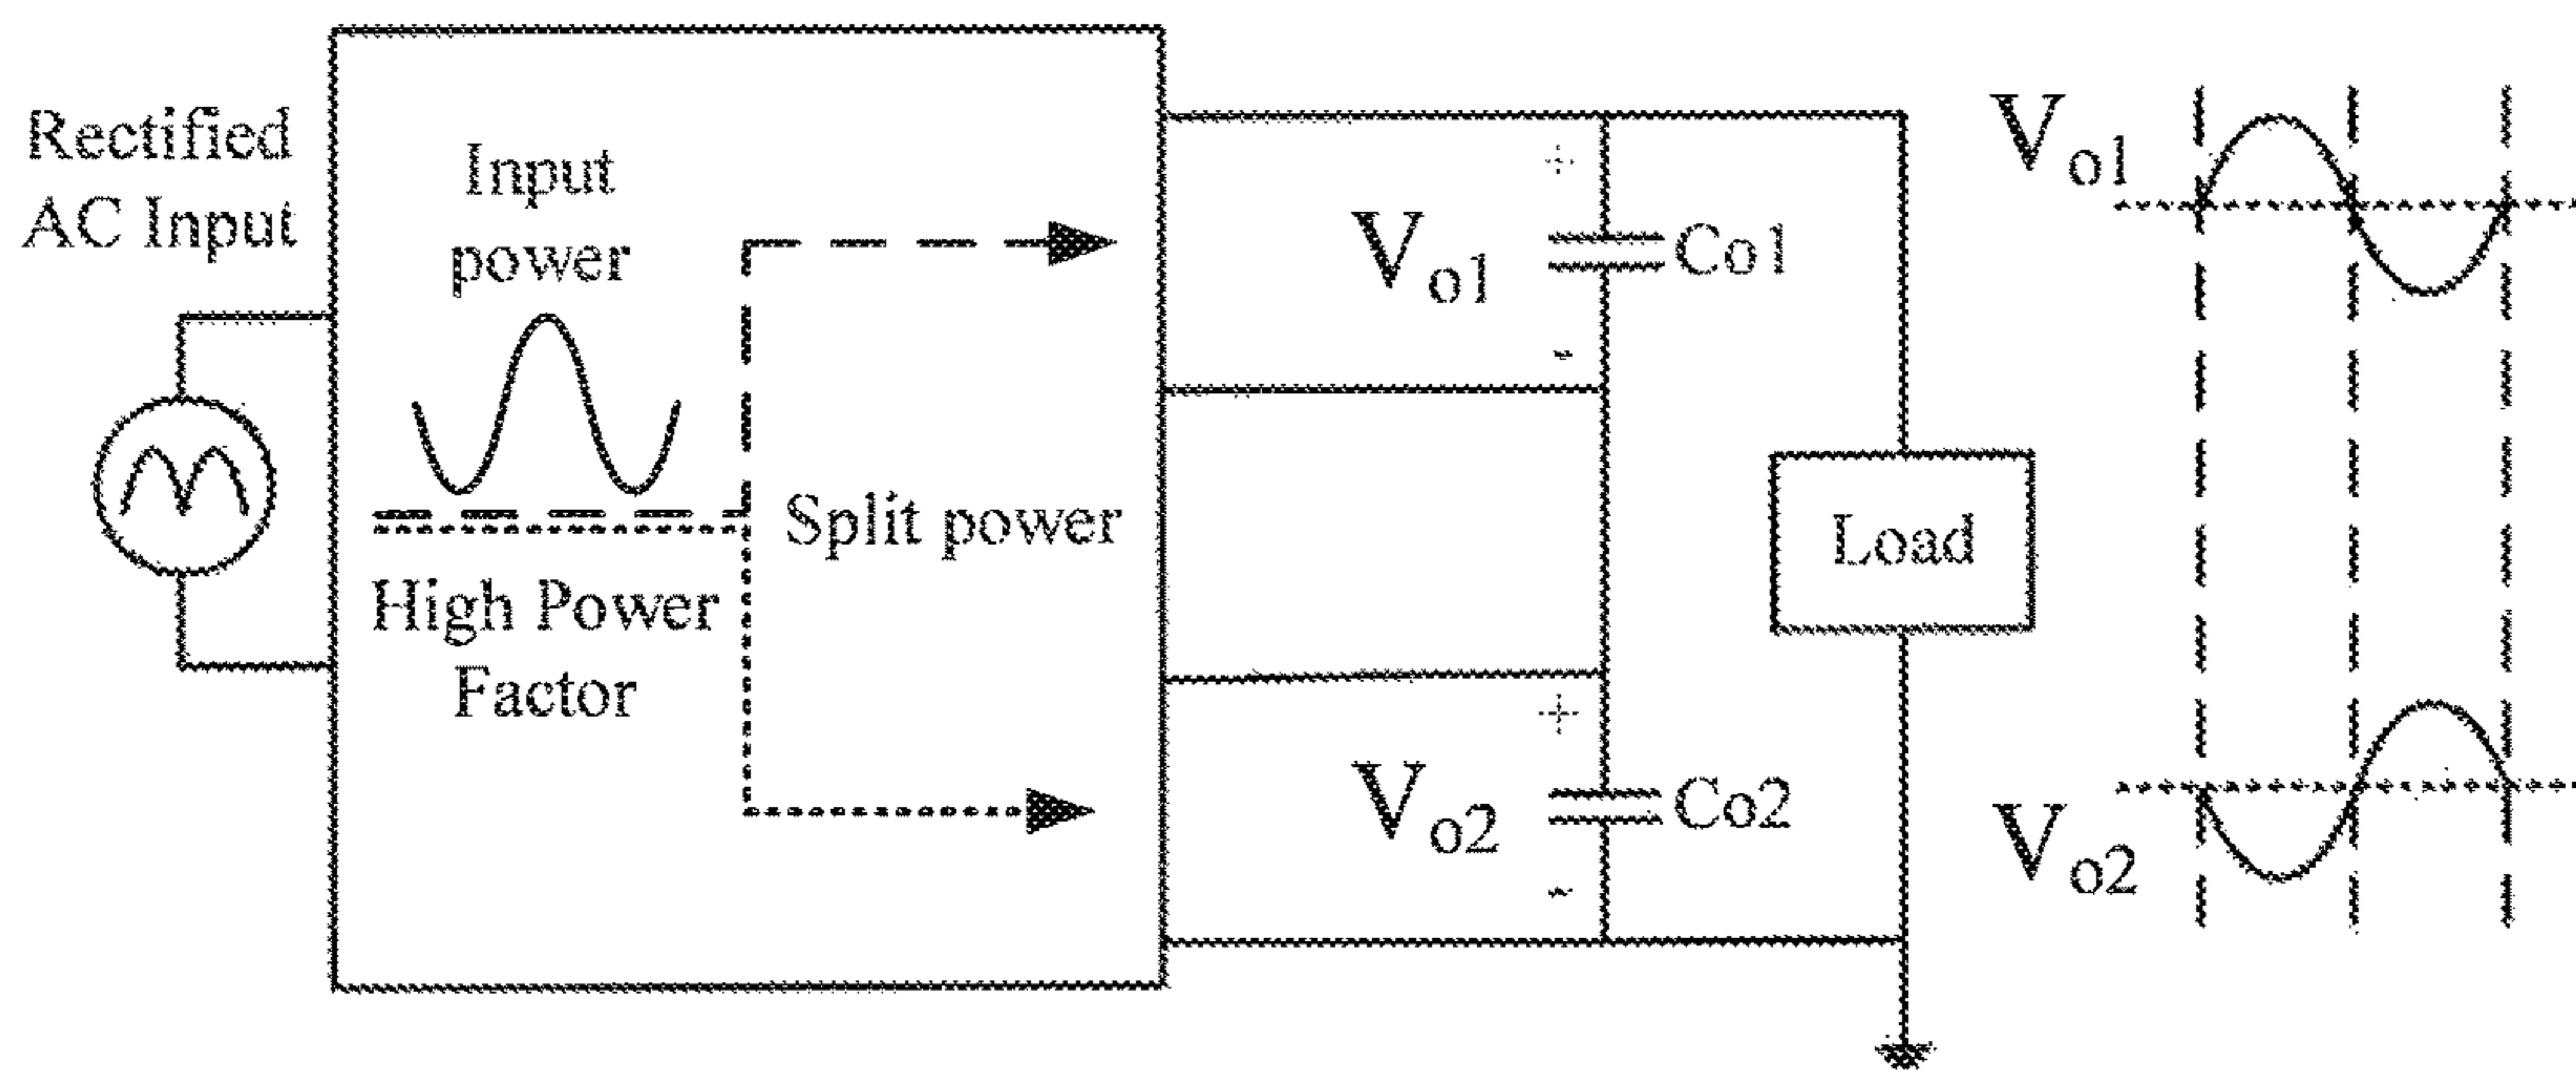 Rectified
AC Input
Input
power
High Power
Factor
Split power
+
Vo1
-
Co1
+
Vo2
-
Co2
Load
Vo1
Vo2